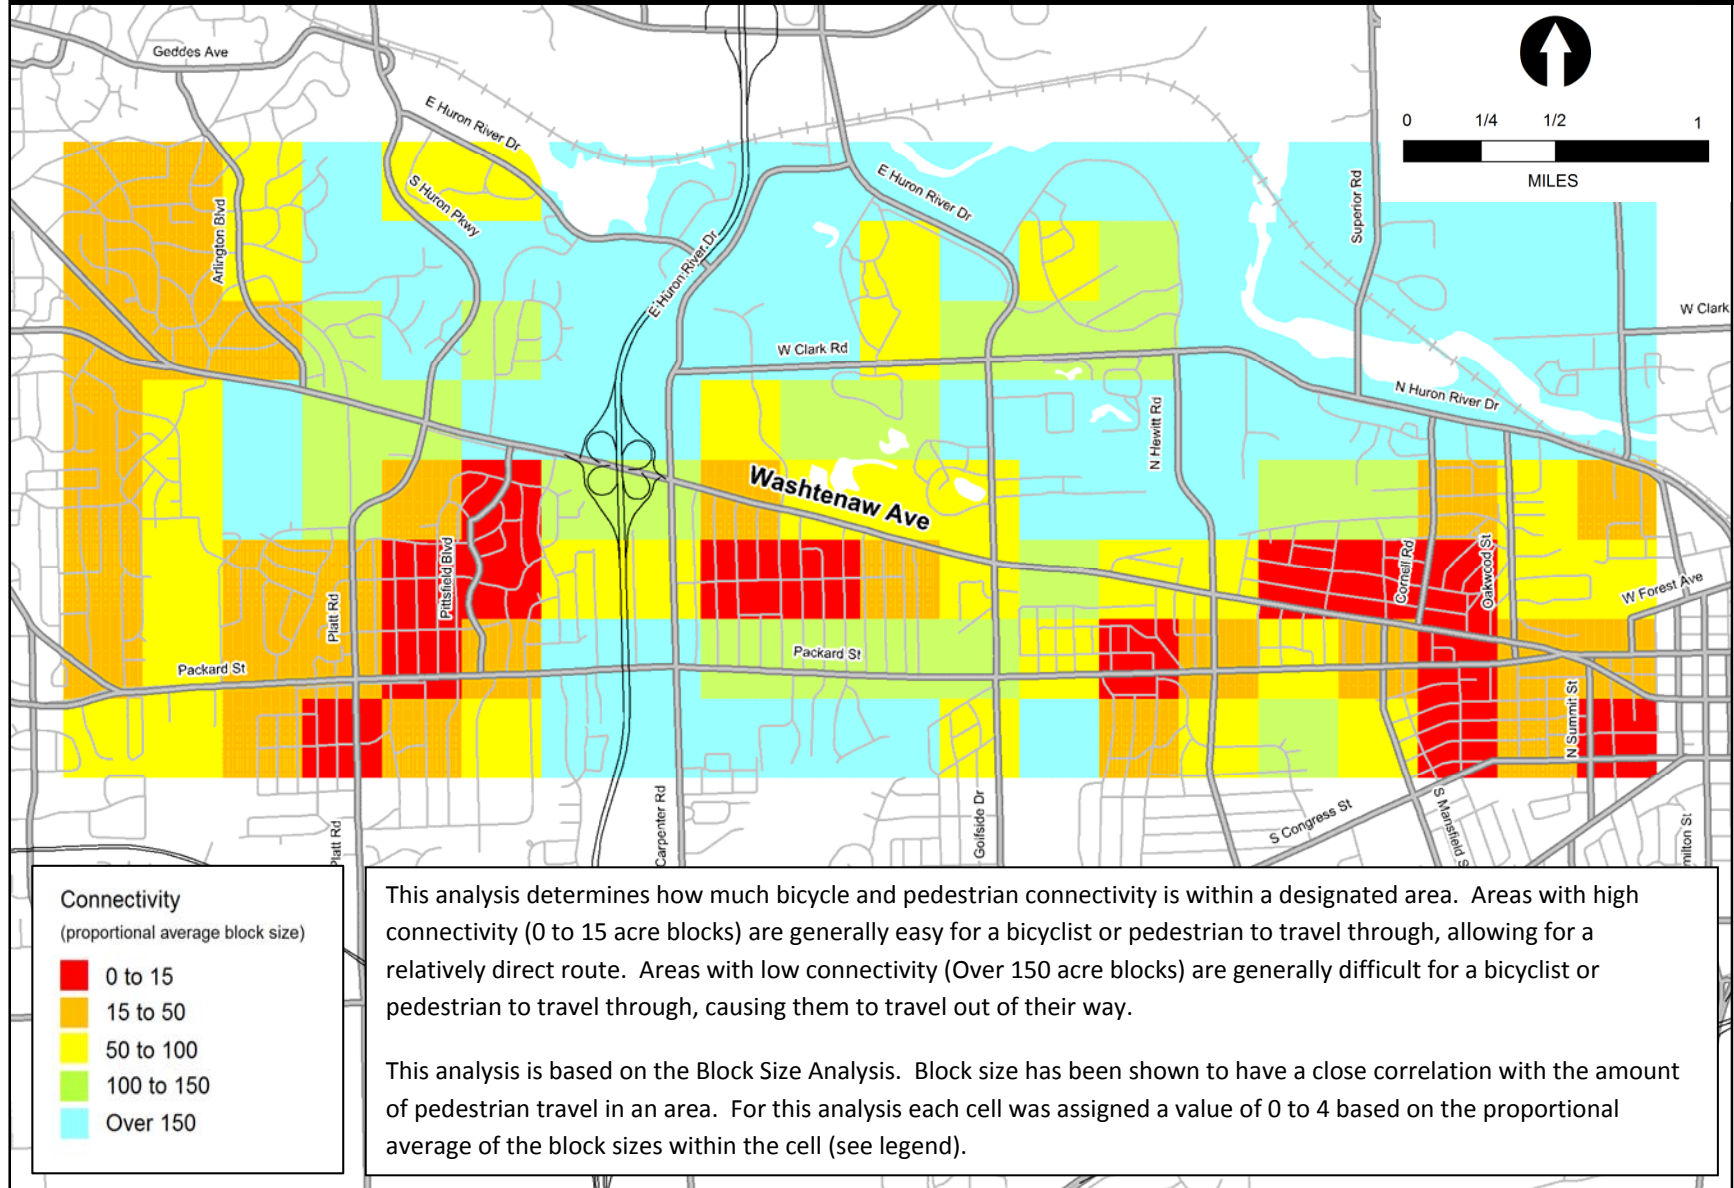 Geddes Ave
E Huron River Dr
S Huron Pkwy
Arlington Blvd
E Huron River Dr
E Huron River Dr
Superior Rd
0 1/4 1/2 1
MILES
W Clark
W Clark Rd
N Huron River Dr
N Hewitt Rd
Washtenaw Ave
Pittsfield Blvd
Platt Rd
Cornell Rd
Oakwood St
W Forest Ave
Packard St
Packard St
N Summit St
Platt Rd
Carpenter Rd
Golfside Dr
S Congress St
S Mansfield S
milton St
Connectivity
(proportional average block size)
0 to 15
15 to 50
50 to 100
100 to 150
Over 150
This analysis determines how much bicycle and pedestrian connectivity is within a designated area. Areas with high
connectivity (0 to 15 acre blocks) are generally easy for a bicyclist or pedestrian to travel through, allowing for a
relatively direct route. Areas with low connectivity (Over 150 acre blocks) are generally difficult for a bicyclist or
pedestrian to travel through, causing them to travel out of their way.
This analysis is based on the Block Size Analysis. Block size has been shown to have a close correlation with the amount
of pedestrian travel in an area. For this analysis each cell was assigned a value of 0 to 4 based on the proportional
average of the block sizes within the cell (see legend).